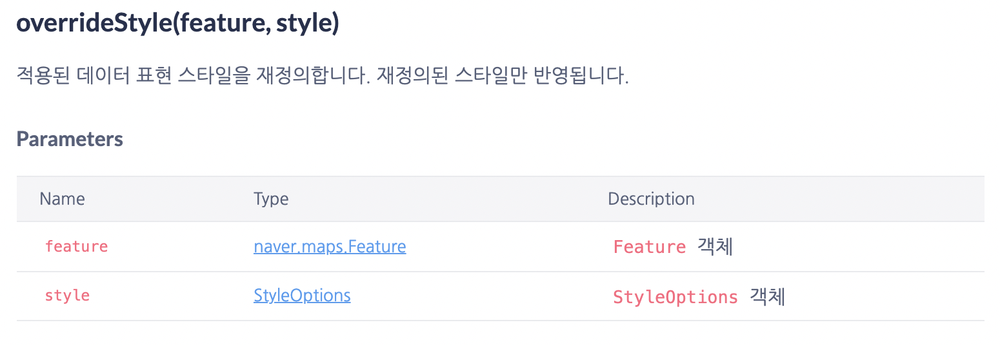 overrideStyle(feature, style)
적용된 데이터 표현 스타일을 재정의합니다. 재정의된 스타일만 반영됩니다.
Parameters
Name Type Description
feature naver.maps.Feature Feature 객체
style StyleOptions StyleOptions 객체